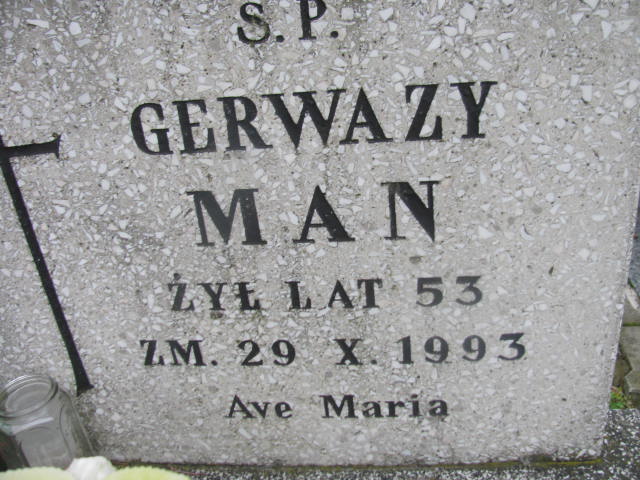 S.P.
GERWAZY
MAN
ŻYŁ LAT 53
ZM. 29 X. 1993
Ave Maria